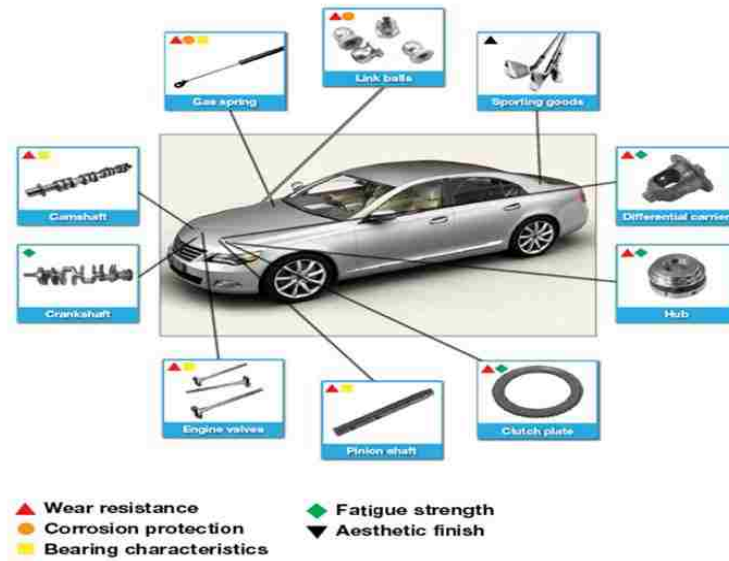 Gas spring
Link balls
Sporting goods
Camshaft
Differential carrier
Crankshaft
Hub
Engine valves
Pinion shaft
Clutch plate
Wear resistance
Fatigue strength
Corrosion protection
Aesthetic finish
Bearing characteristics